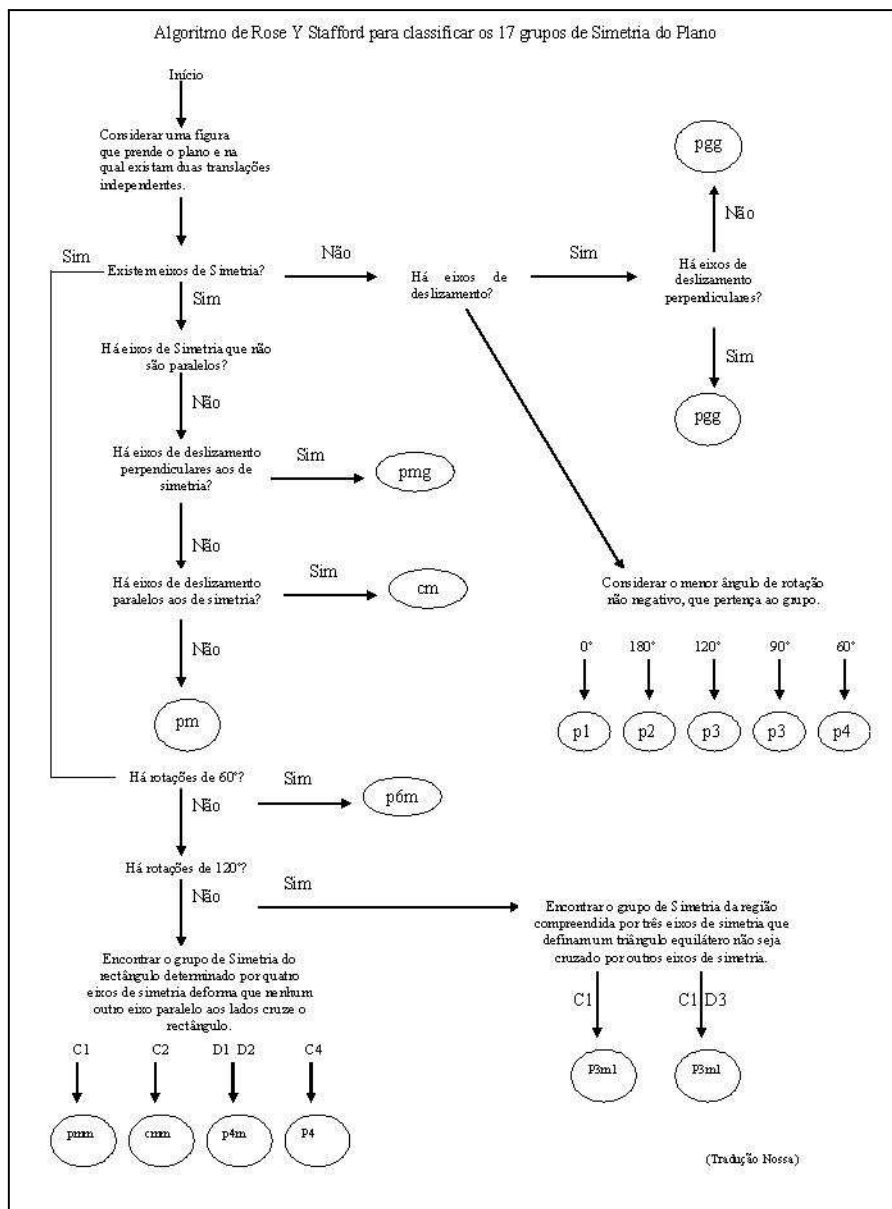 Algoritmo de Rose Y Stafford para classificar os 17 grupos de Simetria do Plano
Início
Considerar uma figura
que prende o plano e na
qual existam duas translações
independentes.
Sim
Existem eixos de Simetria?
Não
Há eixos de
deslizamento?
Sim
Há eixos de
deslizamento
perpendiculares?
Não
pgg
Sim
pgg
Sim
Há eixos de Simetria que não
são paralelos?
Não
Há eixos de deslizamento
perpendiculares aos de
simetria?
Sim
pmg
Não
Há eixos de deslizamento
paralelos aos de simetria?
Sim
cm
Não
pm
Considerar o menor ângulo de rotação
não negativo, que pertença ao grupo.
0° 180° 120° 90° 60°
p1 p2 p3 p3 p4
Há rotações de 60°?
Sim
p6m
Não
Há rotações de 120°?
Sim
Não
Encontrar o grupo de Simetria da região
compreendida por três eixos de simetria que
definam um triângulo equilátero não seja
cruzado por outros eixos de simetria.
C1 C1 D3
P3m1 P3m1
Encontrar o grupo de Simetria do
rectângulo determinado por quatro
eixos de simetria deforma que nenhum
outro eixo paralelo aos lados cruze o
rectângulo.
C1 C2 D1 D2 C4
pmm cmm p4m P4
(Tradução Nossa)